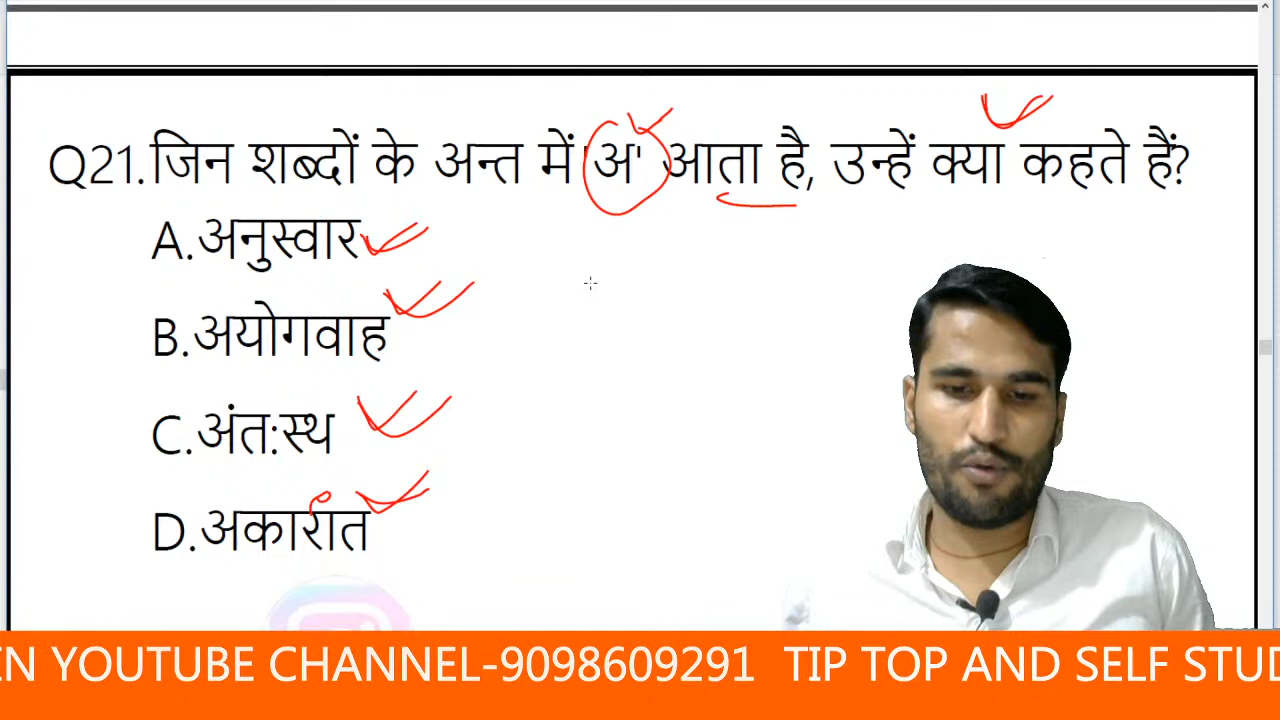 Q21.जिन शब्दों के अन्त में 'अ' आता है, उन्हें क्या कहते हैं?
A.अनुस्वार
B.अयोगवाह
C.अंत:स्थ
D.अकारांत
EN YOUTUBE CHANNEL-9098609291 TIP TOP AND SELF STUD